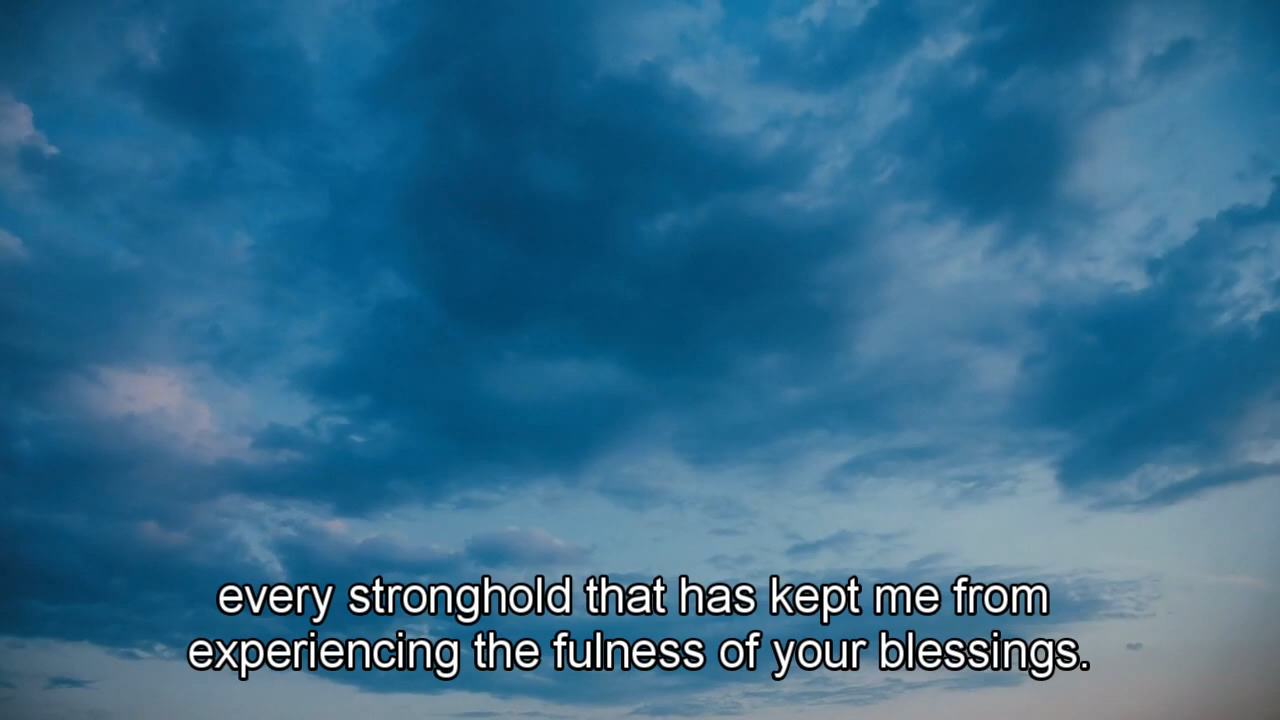 every stronghold that has kept me from
experiencing the fulness of your blessings.